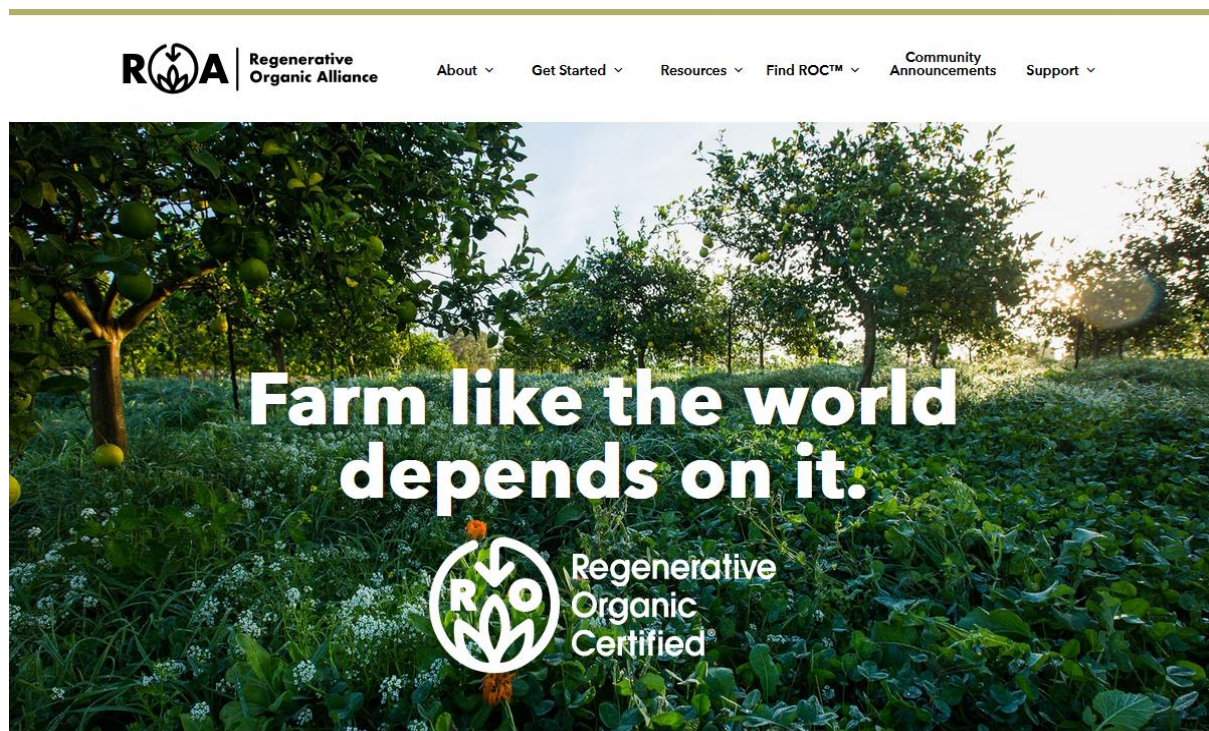 ROA
Regenerative
Organic Alliance
About
Get Started
Resources
Find ROC™
Community
Announcements
Support
Farm like the world
depends on it.
R O
Regenerative
Organic
Certified®